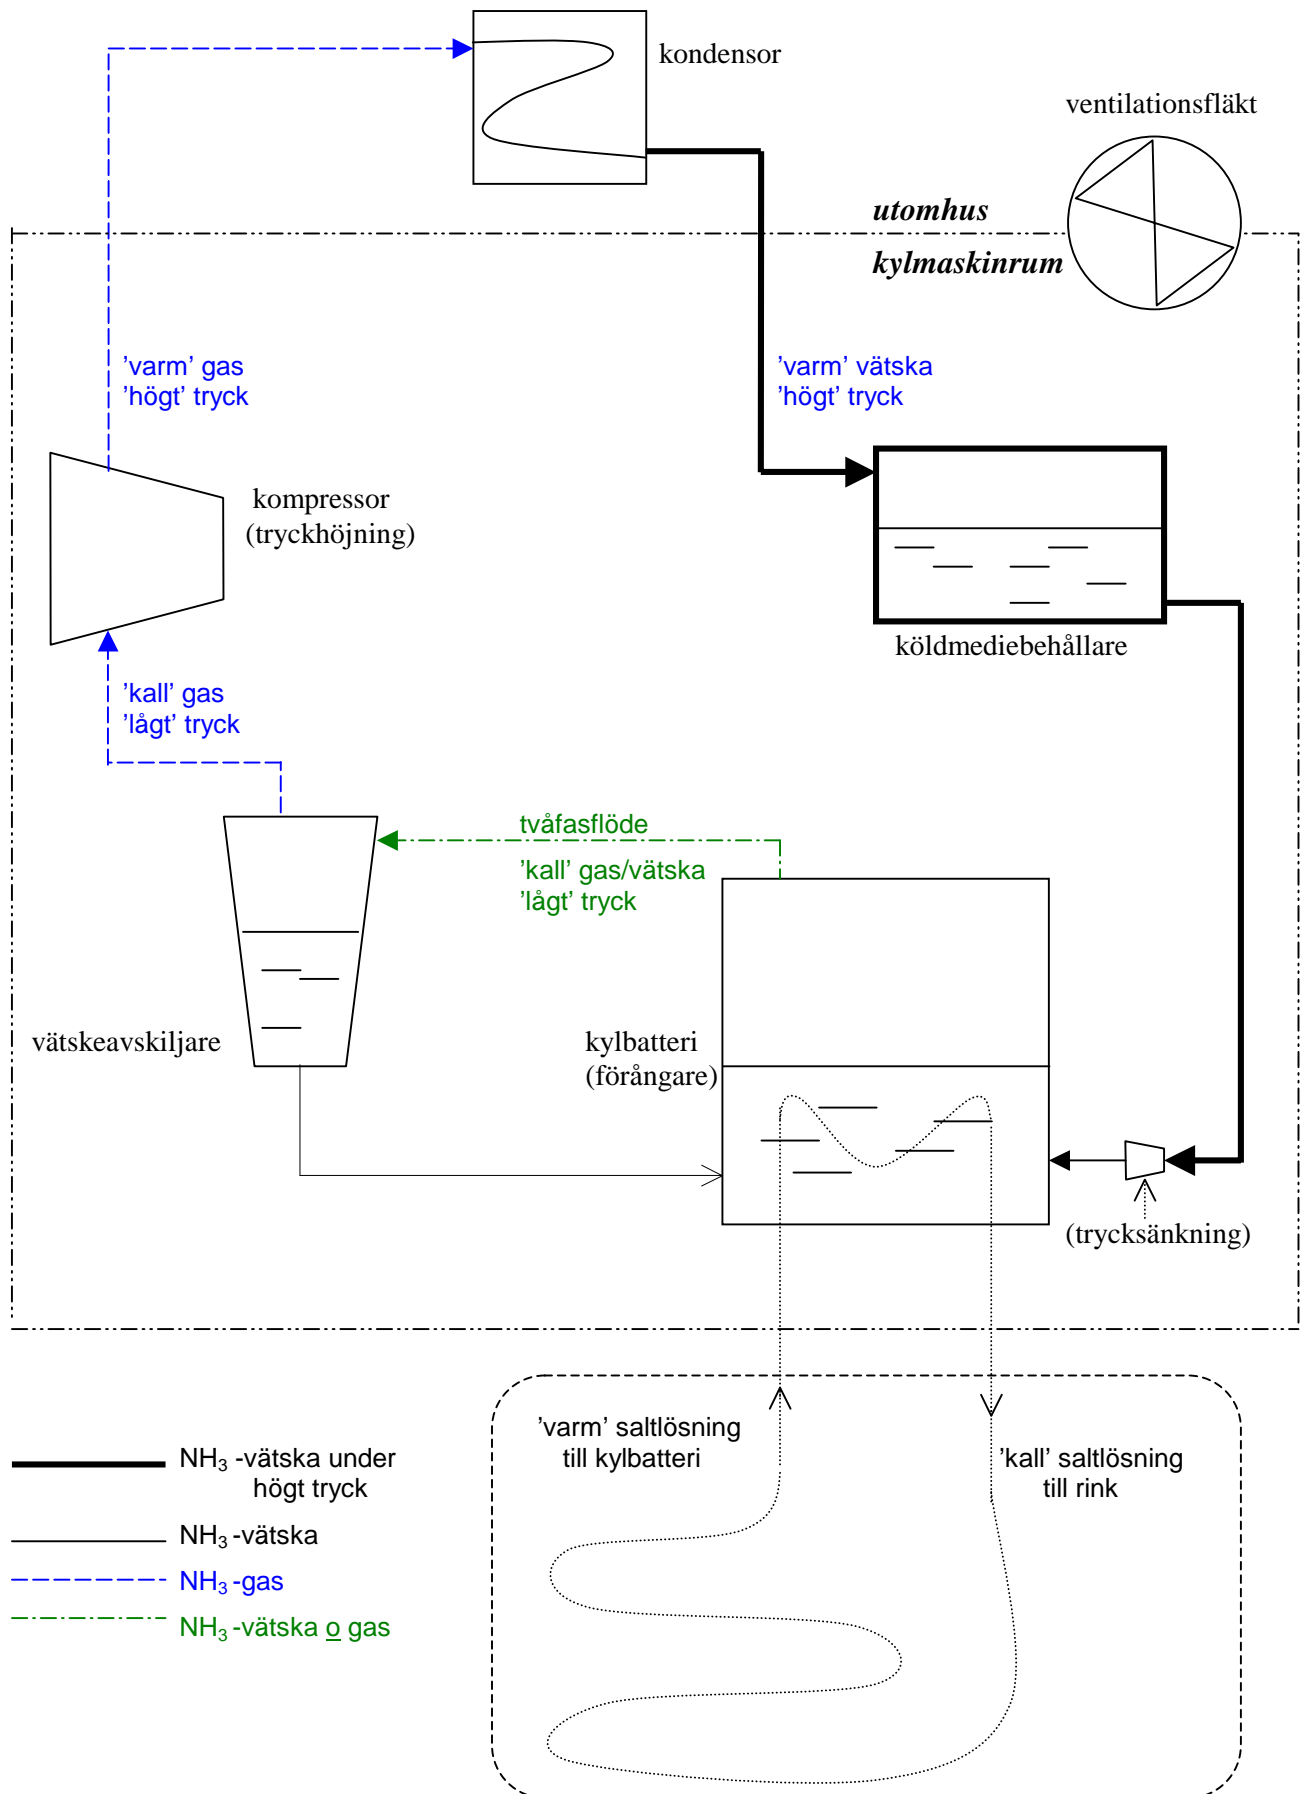 kondensor
ventilationsfläkt
utomhus
kylmaskinrum
’varm’ gas
’högt’ tryck
’varm’ vätska
’högt’ tryck
kompressor
(tryckhöjning)
köldmediebehållare
’kall’ gas
’lågt’ tryck
tvåfasflöde
’kall’ gas/vätska
’lågt’ tryck
vätskeavskiljare
kylbatteri
(förångare)
(trycksänkning)
’varm’ saltlösning
till kylbatteri
’kall’ saltlösning
till rink
NH3 -vätska under
högt tryck
NH3 -vätska
NH3 -gas
NH3 -vätska o gas